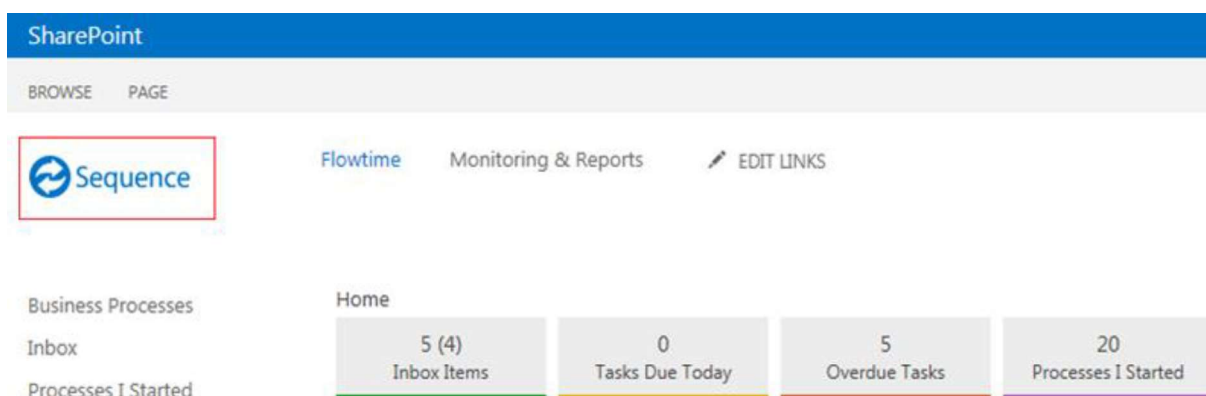 SharePoint
BROWSE PAGE
Sequence
Flowtime Monitoring & Reports EDIT LINKS
Business Processes
Inbox
Processes I Started
Home
5 (4)
Inbox Items
0
Tasks Due Today
5
Overdue Tasks
20
Processes I Started